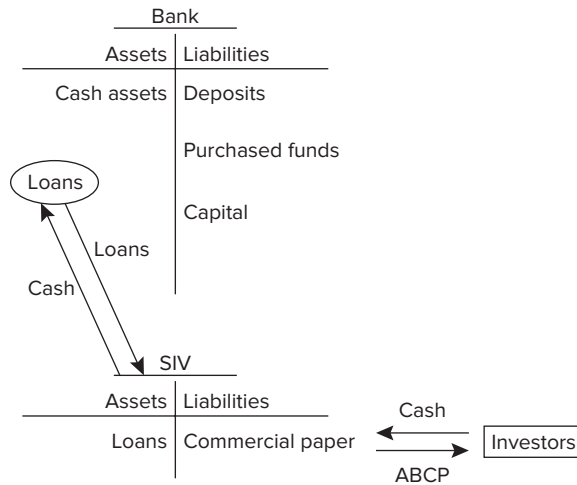 Bank
Assets Liabilities
Cash assets Deposits
Purchased funds
Loans
Capital
Loans
Cash
SIV
Assets Liabilities
Cash
Loans Commercial paper
Investors
ABCP